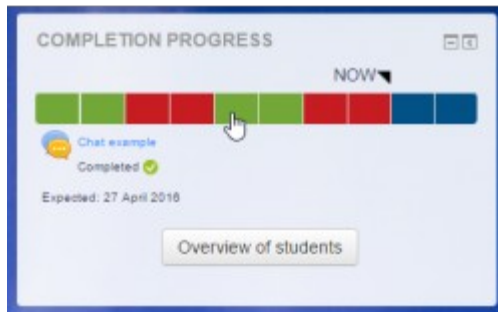 COMPLETION PROGRESS
NOW
Chat example
Completed
Expected: 27 April 2016
Overview of students